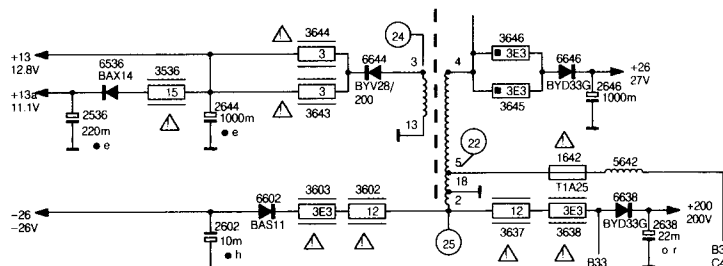 3644
3646
24
+13
12.8V
6536
BAX14
3536
3
6644
3
4
3E3
6646
+26
27V
+13a
11.1V
15
3
BYV28/
200
3E3
BYD33G
2646
1000m
2536
220m
● e
2644
1000m
● e
3643
13
3645
22
5
18
1642
T1A25
5642
3603
3602
2
6638
-26
-26V
6602
BAS11
3E3
12
12
3E3
BYD33G
+200
200V
2602
10m
● h
25
3637
3638
2638
22m
o r
B33
B3
C4